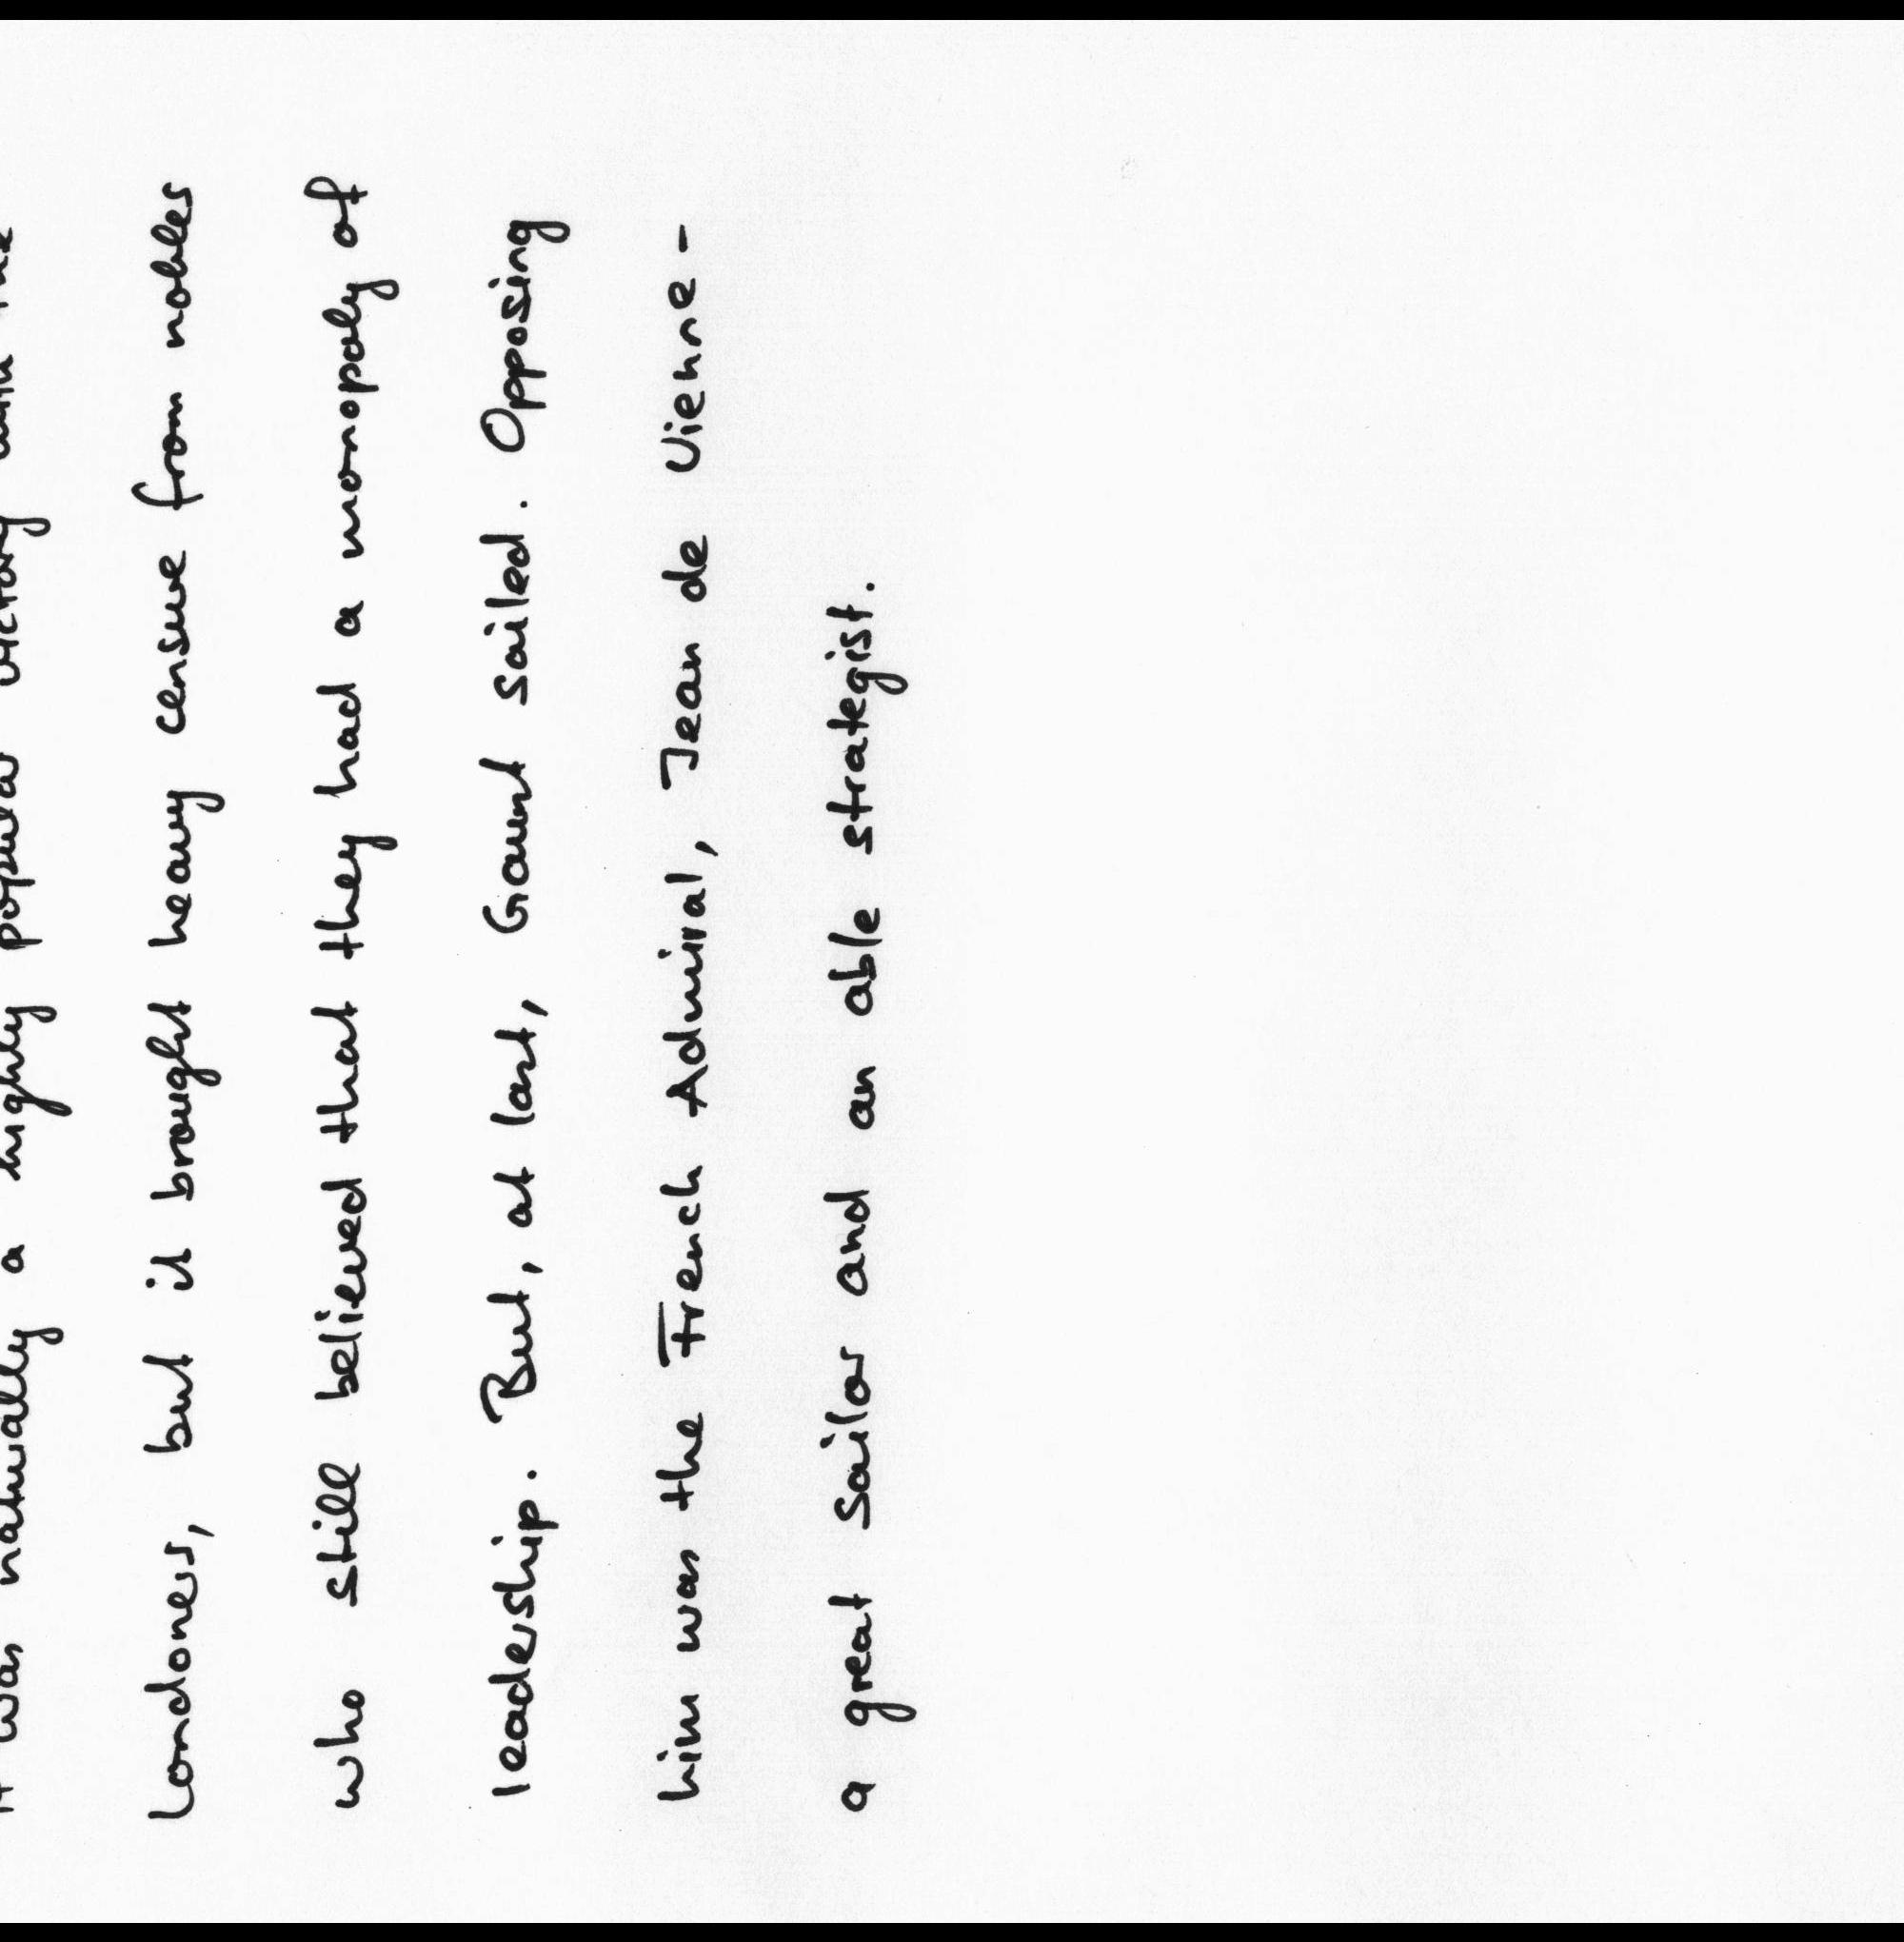 It was naturally a highly popular victory with the
Londoners, but it brought heavy censure from nobles
who still believed that they had a monopoly of
leadership. But, at last, Gaunt sailed. Opposing
him was the French Admiral, Jean de Vienne -
a great sailor and an able strategist.